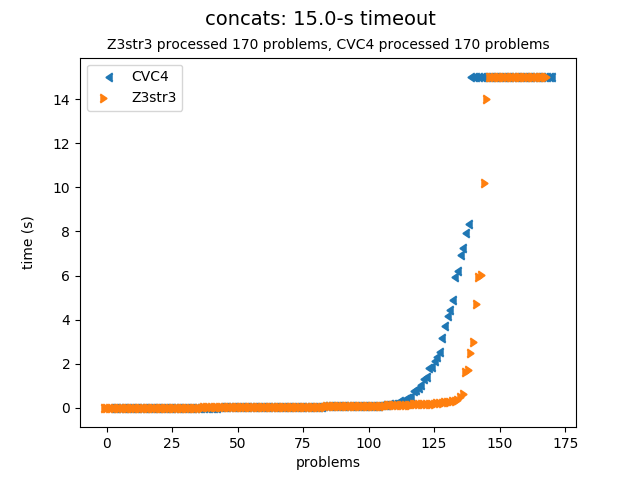 concats: 15.0-s timeout
Z3str3 processed 170 problems, CVC4 processed 170 problems
CVC4
Z3str3
time (s)
14
12
10
8
6
4
2
0
0 25 50 75 100 125 150 175
problems